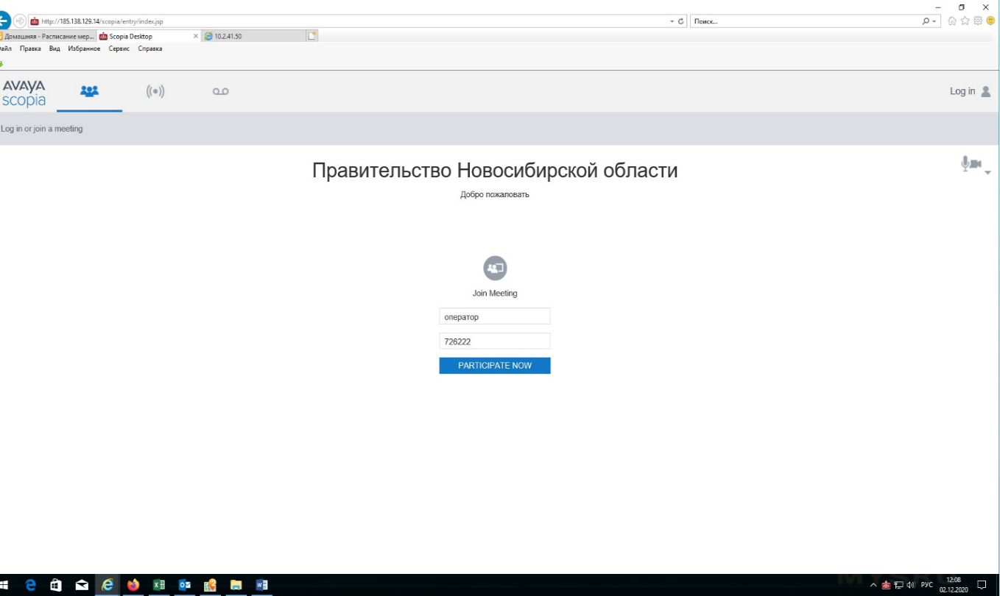 http://185.138.129.14/scopia/entry/index.jsp
Поиск...
Домашняя - Расписание мер...
Scopia Desktop
10.2.41.50
Файл Правка Вид Избранное Сервис Справка
AVAYA
scopia
Log in
Log in or join a meeting
Правительство Новосибирской области
Добро пожаловать
Join Meeting
оператор
726222
PARTICIPATE NOW
РУС
12:08
02.12.2020